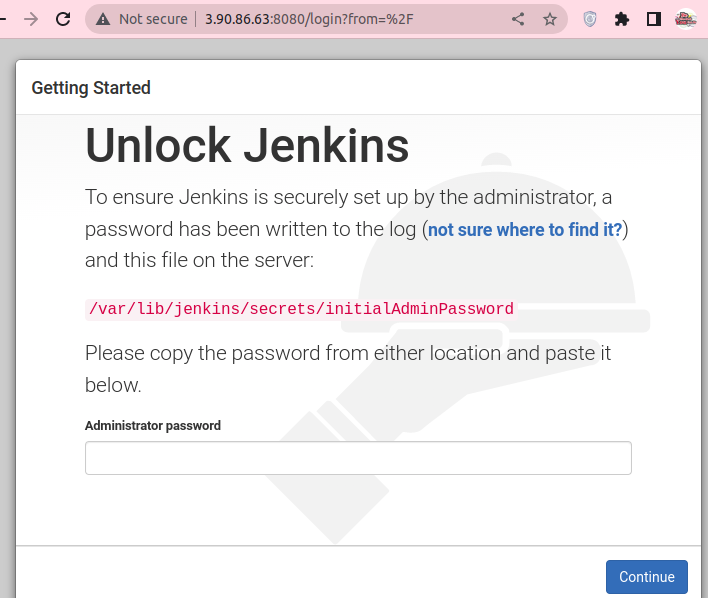 Not secure 3.90.86.63:8080/login?from=%2F
Getting Started
Unlock Jenkins
To ensure Jenkins is securely set up by the administrator, a
password has been written to the log (not sure where to find it?)
and this file on the server:
/var/lib/jenkins/secrets/initialAdminPassword
Please copy the password from either location and paste it
below.
Administrator password
Continue